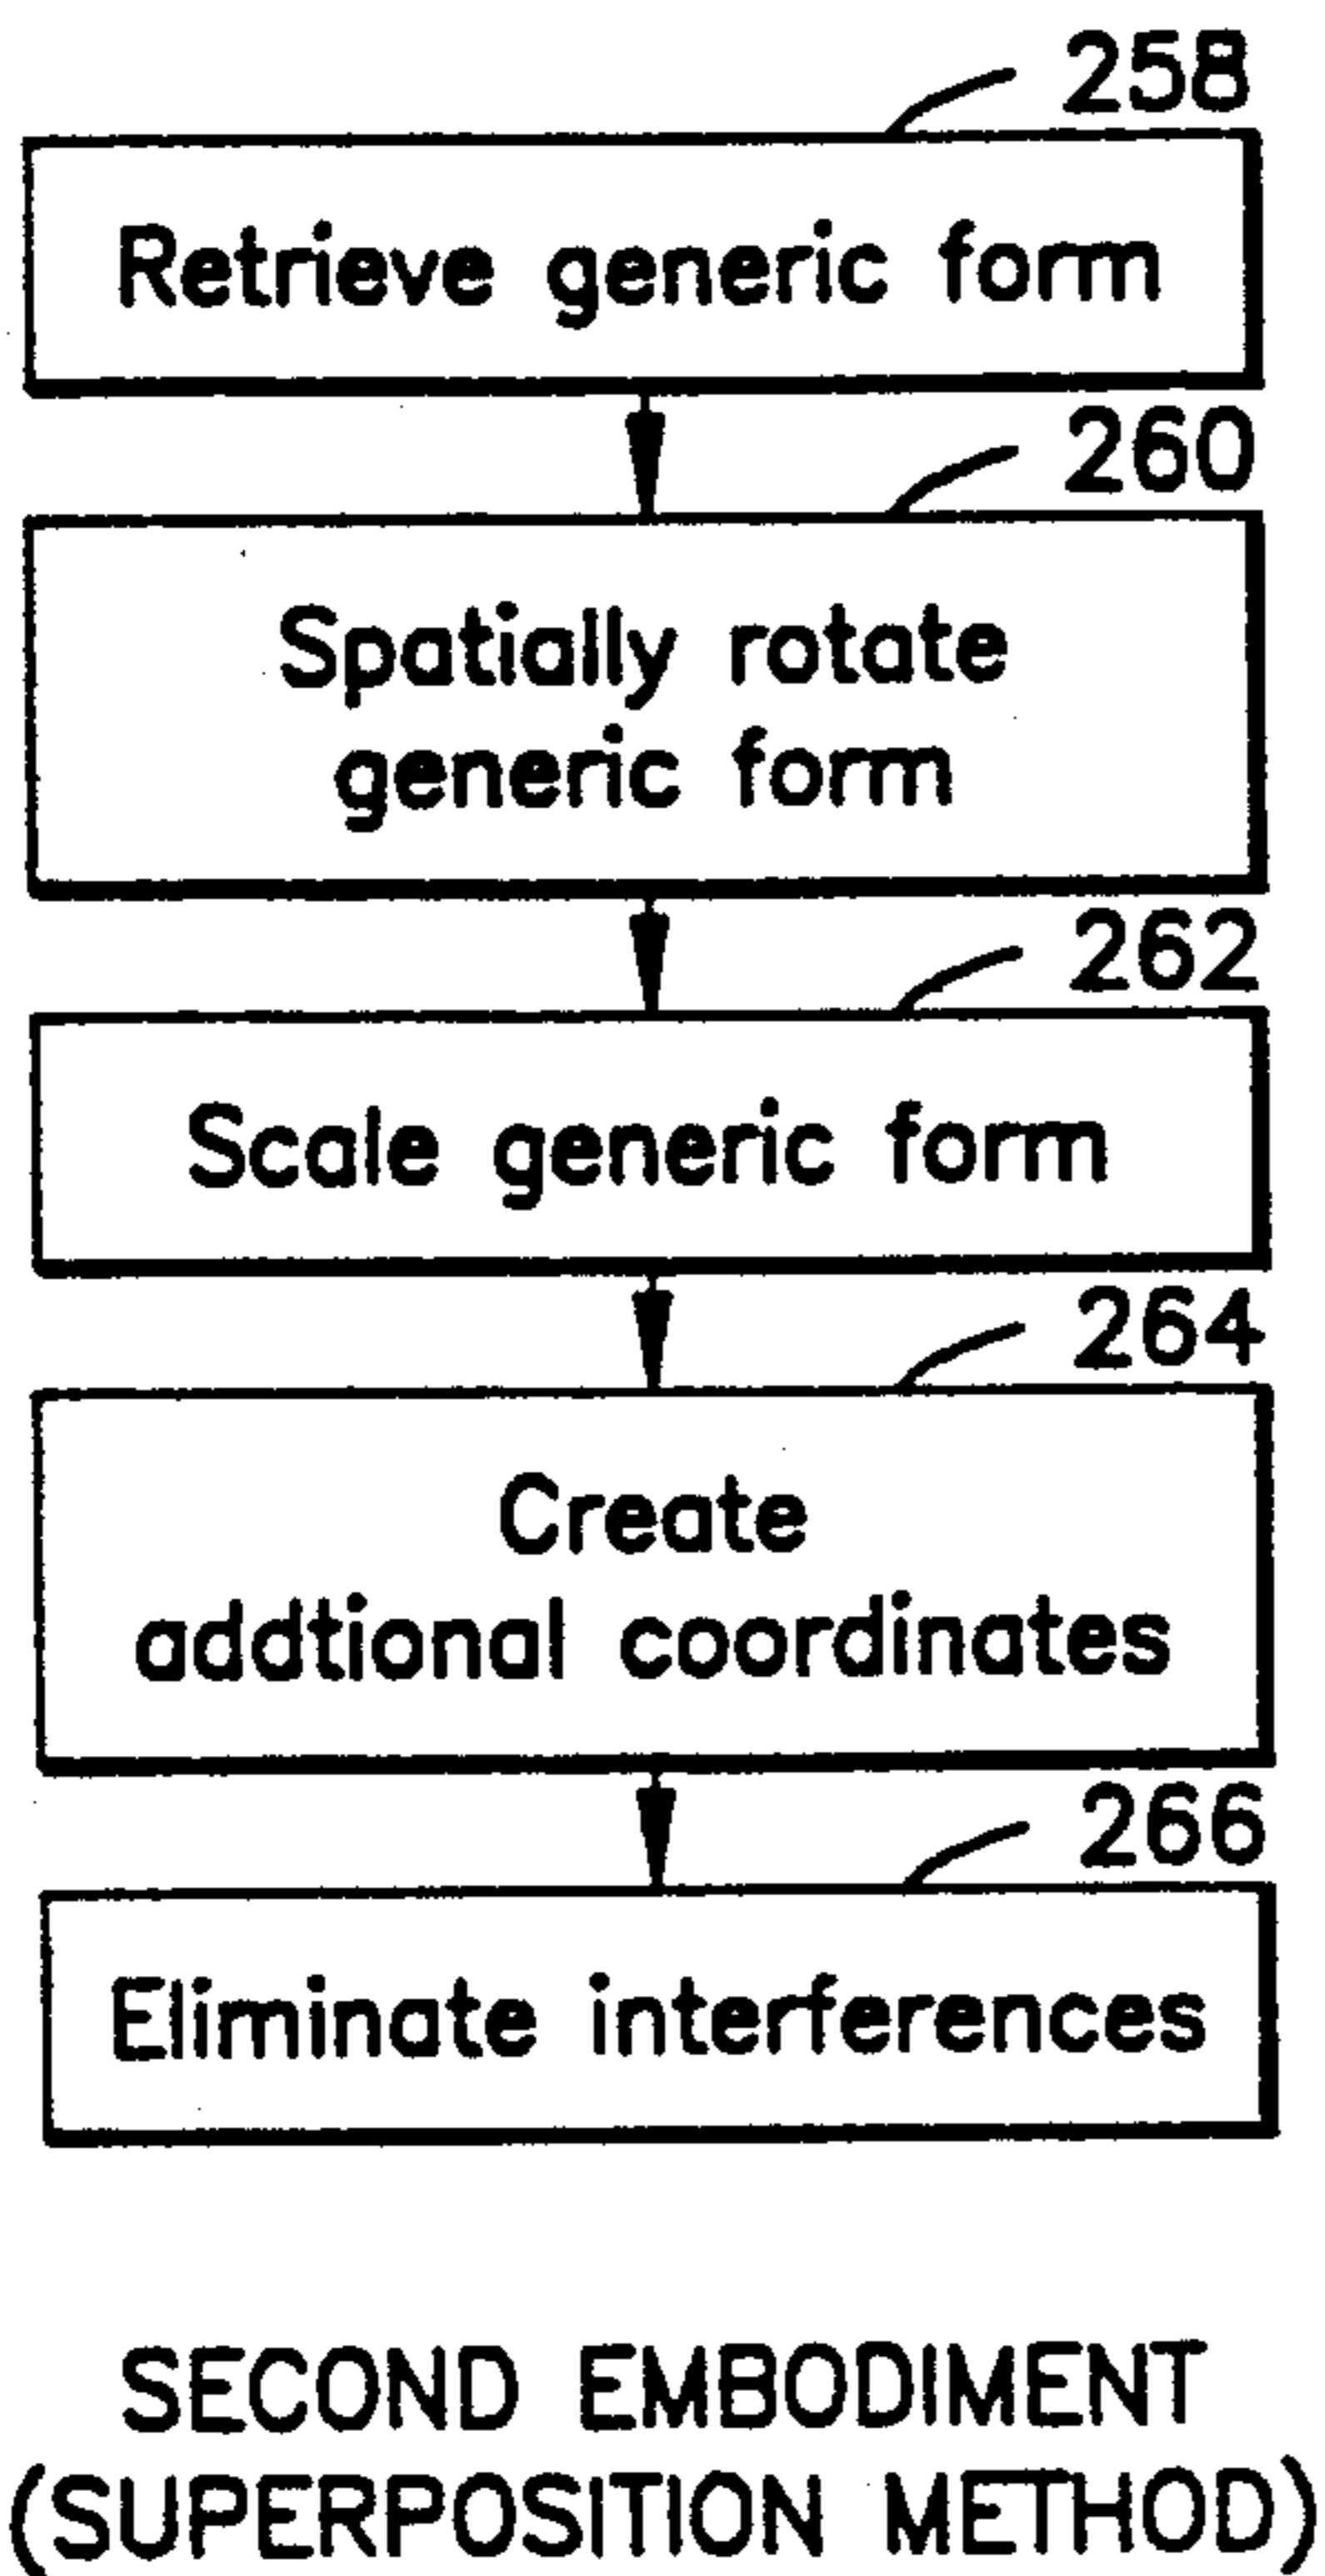 258
Retrieve generic form
260
Spatially rotate
generic form
262
Scale generic form
264
Create
addtional coordinates
266
Eliminate interferences
SECOND EMBODIMENT
(SUPERPOSITION METHOD)